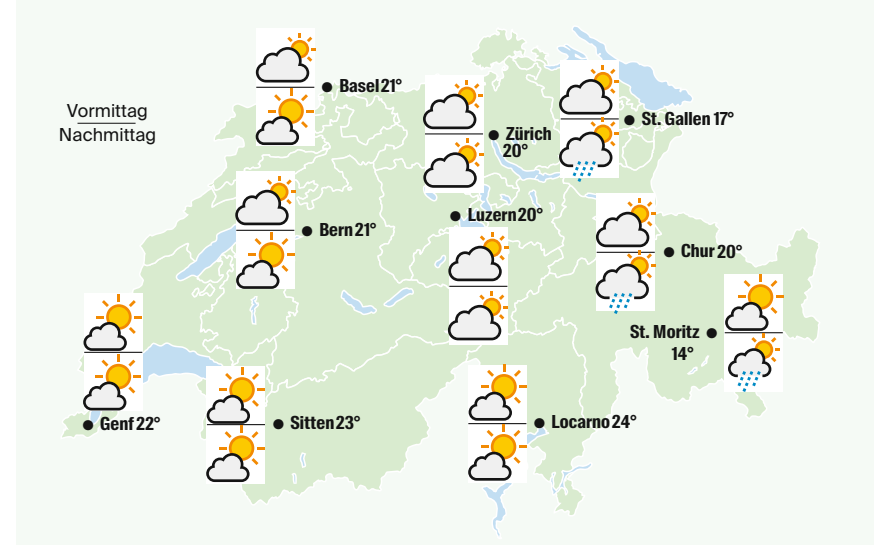 Vormittag
Nachmittag
Basel 21°
Zürich
20°
St. Gallen 17°
Bern 21°
Luzern 20°
Chur 20°
St. Moritz
14°
Genf 22°
Sitten 23°
Locarno 24°